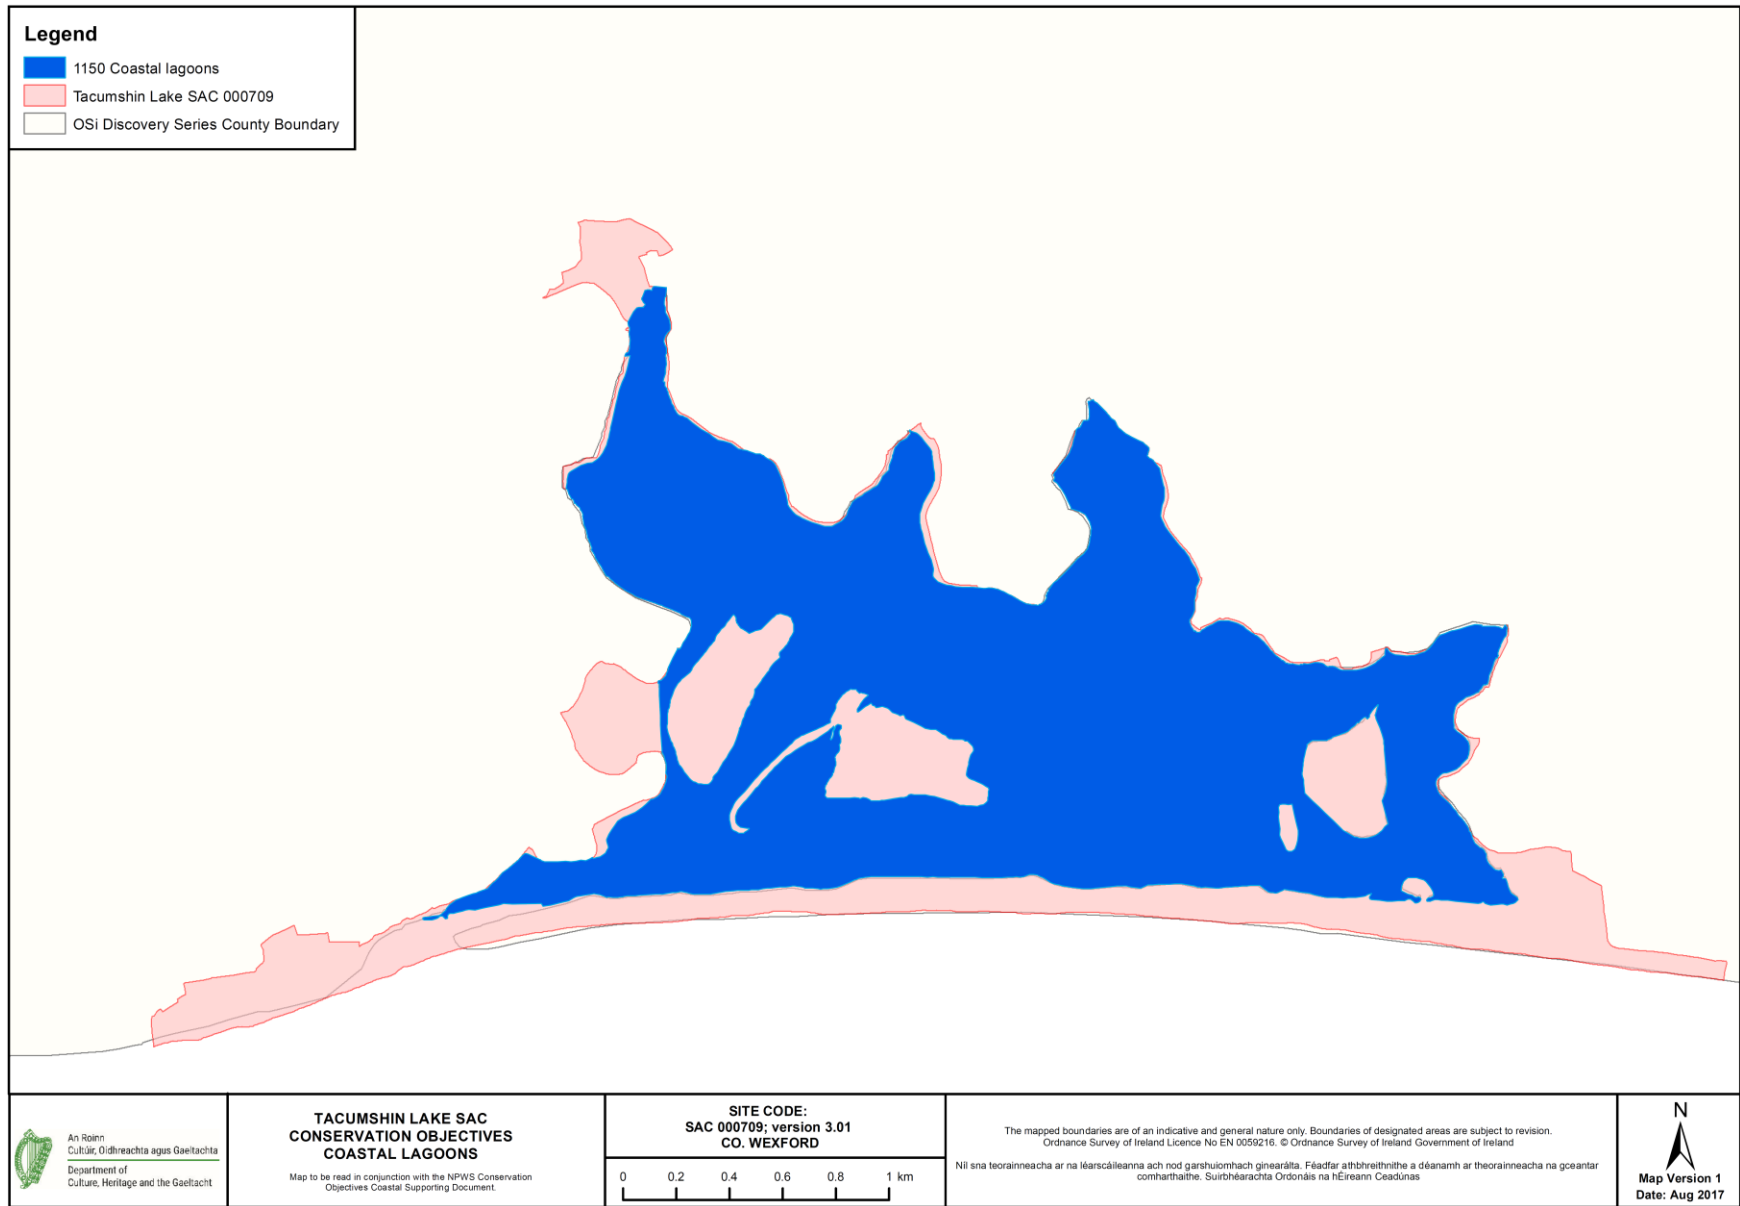 Legend
1150 Coastal lagoons
Tacumshin Lake SAC 000709
OSi Discovery Series County Boundary
An Roinn
Cultúir, Oidhreachta agus Gaeltachta
Department of
Culture, Heritage and the Gaeltacht
TACUMSHIN LAKE SAC
CONSERVATION OBJECTIVES
COASTAL LAGOONS
Map to be read in conjunction with the NPWS Conservation
Objectives Coastal Supporting Document.
SITE CODE:
SAC 000709; version 3.01
CO. WEXFORD
0 0.2 0.4 0.6 0.8 1 km
The mapped boundaries are of an indicative and general nature only. Boundaries of designated areas are subject to revision.
Ordnance Survey of Ireland Licence No EN 0059216. © Ordnance Survey of Ireland Government of Ireland
Níl sna teorainneacha ar na léarscáileanna ach nod garshuiomhach ginearálta. Féadfar athbhreithnithe a déanamh ar theorainneacha na gceantar
comharthaithe. Suirbhéarachta Ordonáis na hÉireann Ceadúnas
N
Map Version 1
Date: Aug 2017